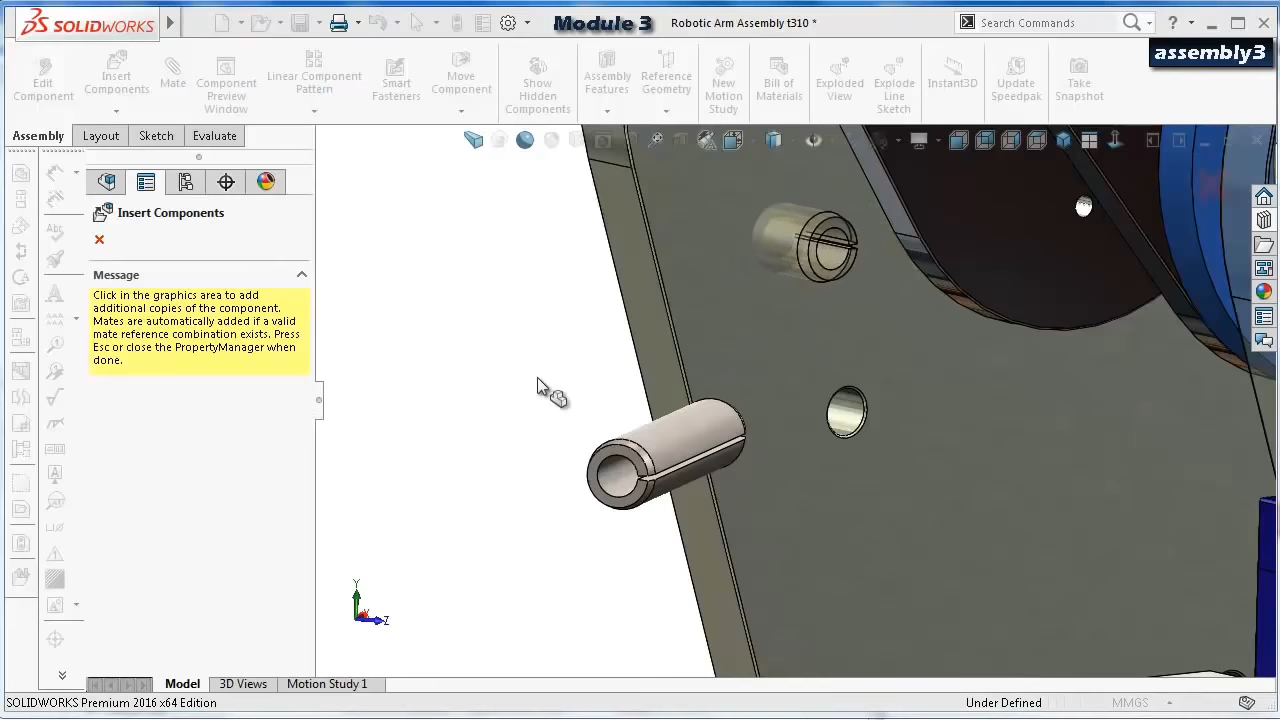 SOLIDWORKS
Module 3
Robotic Arm Assembly t310 *
Search Commands
?
assembly3
Edit
Component
Insert
Components
Mate
Component
Preview
Window
Linear Component
Pattern
Smart
Fasteners
Move
Component
Show
Hidden
Components
Assembly
Features
Reference
Geometry
New
Motion
Study
Bill of
Materials
Exploded
View
Explode
Line
Sketch
Instant3D
Update
Speedpak
Take
Snapshot
Assembly
Layout
Sketch
Evaluate
Insert Components
Message
Click in the graphics area to add
additional copies of the component.
Mates are automatically added if a valid
mate reference combination exists. Press
Esc or close the PropertyManager when
done.
Y
Z
Model
3D Views
Motion Study 1
SOLIDWORKS Premium 2016 x64 Edition
Under Defined
MMGS